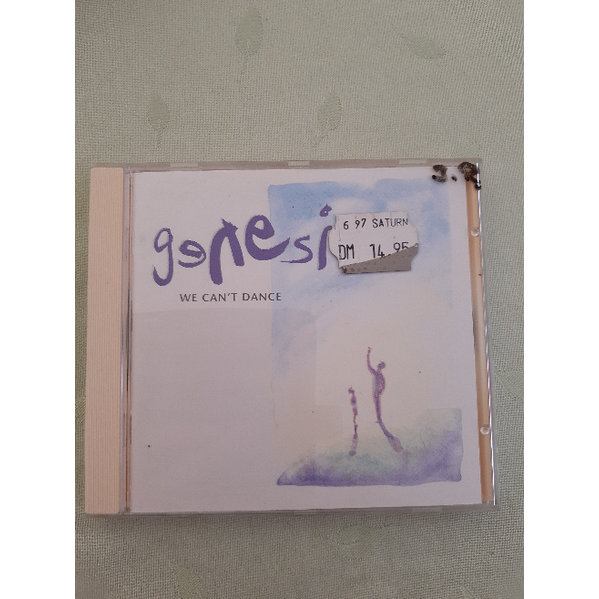 genesi
WE CAN'T DANCE
6 97 SATURN
DM 14.95